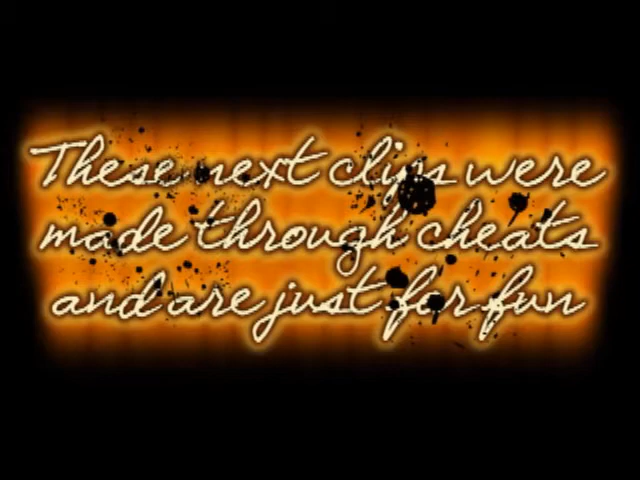 These next clips were
made through cheats
and are just for fun